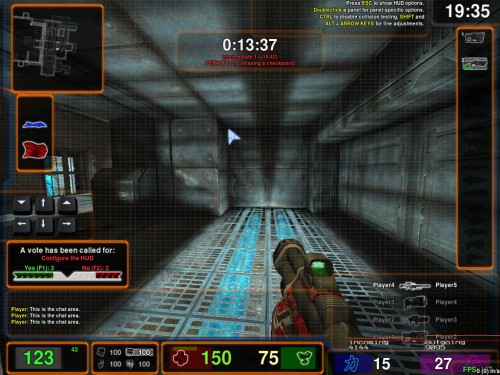 Press ESC to show HUD options.
Doubleclick a panel for panel-specific options.
CTRL to disable collision testing, SHIFT and
ALT + ARROW KEYS for fine adjustments.
19:35
0:13:37
A vote has been called for:
Configure the HUD
Yes (F1): 3
No (F2): 2
Player: This is the chat area.
Player: This is the chat area.
Player: This is the chat area.
Player4
Player5
Player3
Player4
Player2
Player3
incoming
outgoing
123
42
100
100
100
100
150
75
15
27
FPS